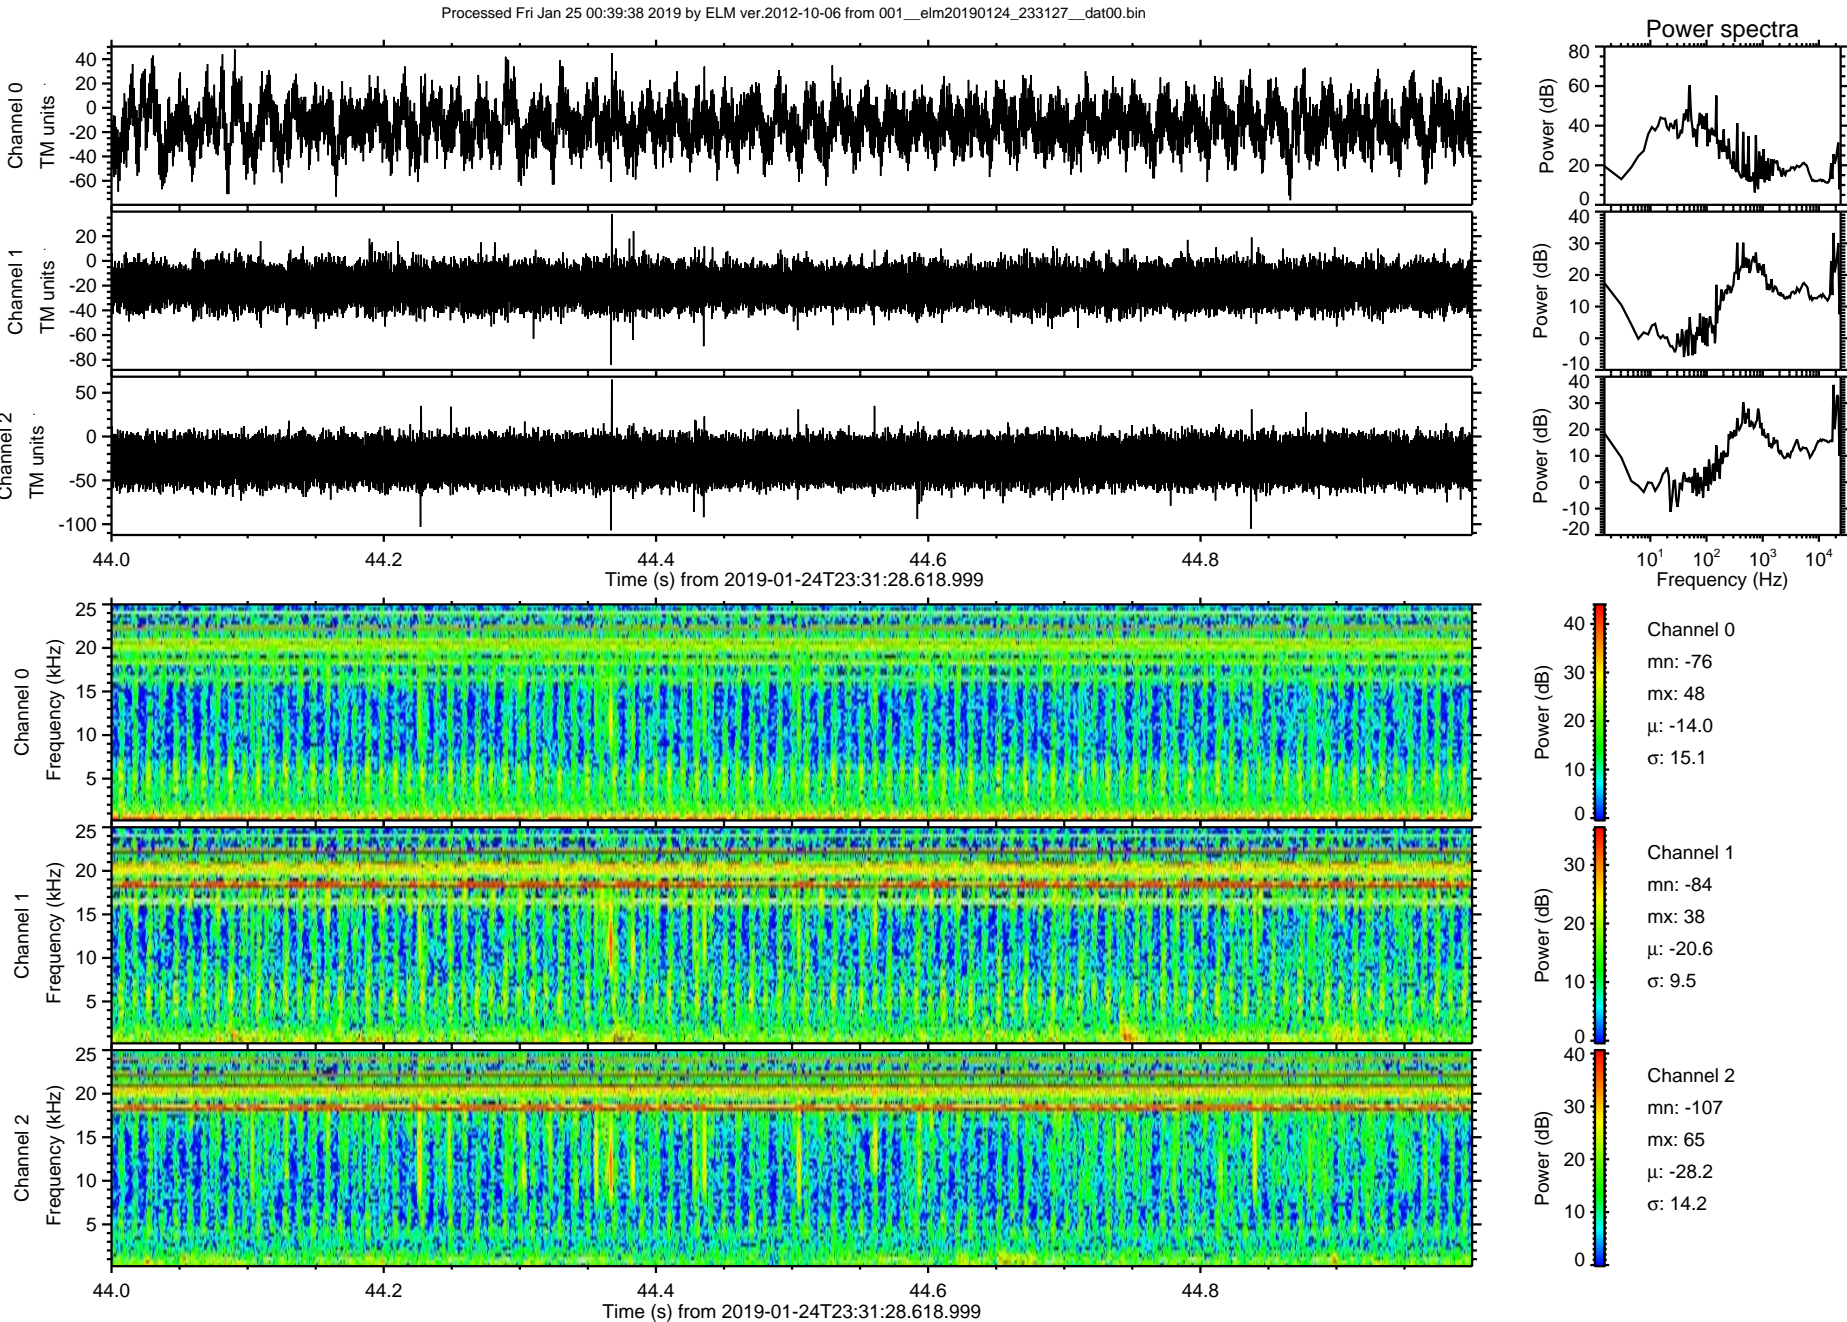 Processed Fri Jan 25 00:39:38 2019 by ELM ver.2012-10-06 from 001__elm20190124_233127__dat00.bin
Power spectra
Channel 0
TM units
40
20
0
-20
-40
-60
Power (dB)
80
60
40
20
0
Channel 1
TM units
20
0
-20
-40
-60
-80
Power (dB)
40
30
20
10
0
-10
Channel 2
TM units
50
0
-50
-100
Power (dB)
40
30
20
10
0
-10
-20
44.0 44.2 44.4 44.6 44.8
Time (s) from 2019-01-24T23:31:28.618.999
10¹ 10² 10³ 10⁴
Frequency (Hz)
Channel 0
Frequency (kHz)
25
20
15
10
5
Power (dB)
40
30
20
10
0
Channel 0
mn: -76
mx: 48
μ: -14.0
σ: 15.1
Channel 1
Frequency (kHz)
25
20
15
10
5
Power (dB)
30
20
10
0
Channel 1
mn: -84
mx: 38
μ: -20.6
σ: 9.5
Channel 2
Frequency (kHz)
25
20
15
10
5
Power (dB)
40
30
20
10
0
Channel 2
mn: -107
mx: 65
μ: -28.2
σ: 14.2
44.0 44.2 44.4 44.6 44.8
Time (s) from 2019-01-24T23:31:28.618.999